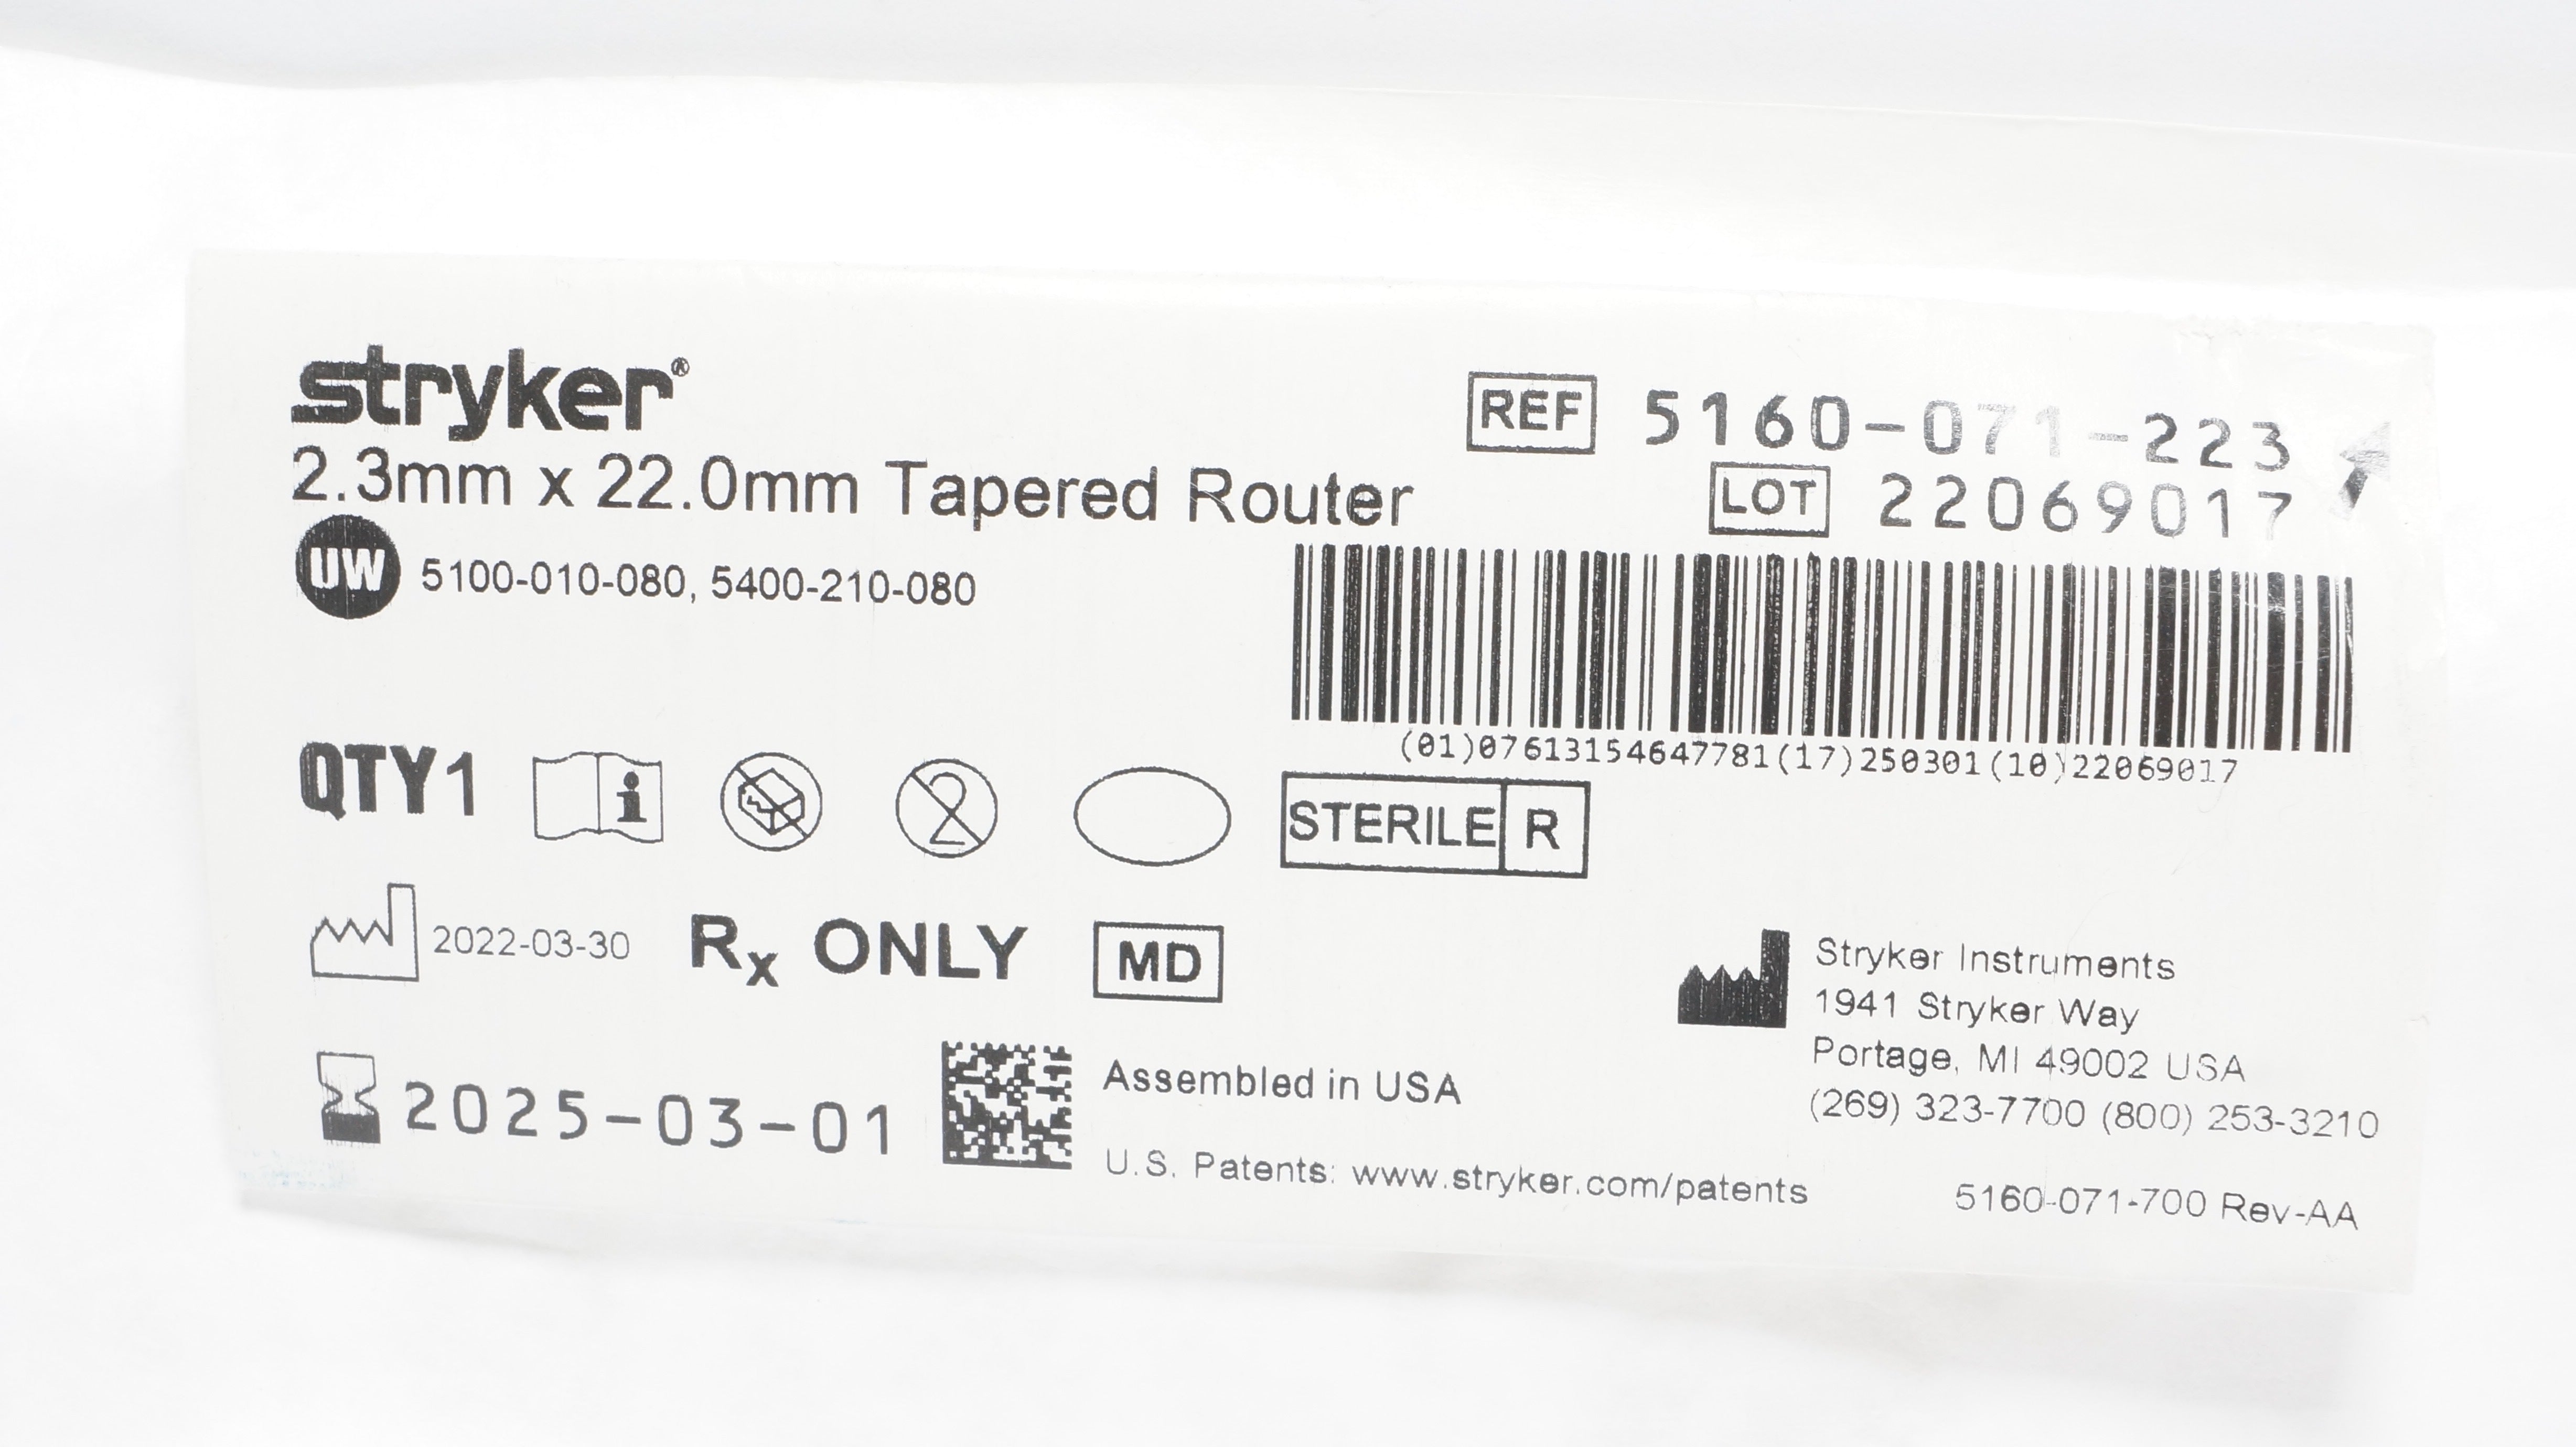 stryker®
2.3mm x 22.0mm Tapered Router
UW 5100-010-080, 5400-210-080
REF 5160-071-223
LOT 22069017
(01)07613154647781(17)250301(10)22069017
QTY1
i
2
STERILE R
2022-03-30
Rx ONLY
MD
2025-03-01
Assembled in USA
U.S. Patents: www.stryker.com/patents
Stryker Instruments
1941 Stryker Way
Portage, MI 49002 USA
(269) 323-7700 (800) 253-3210
5160-071-700 Rev-AA